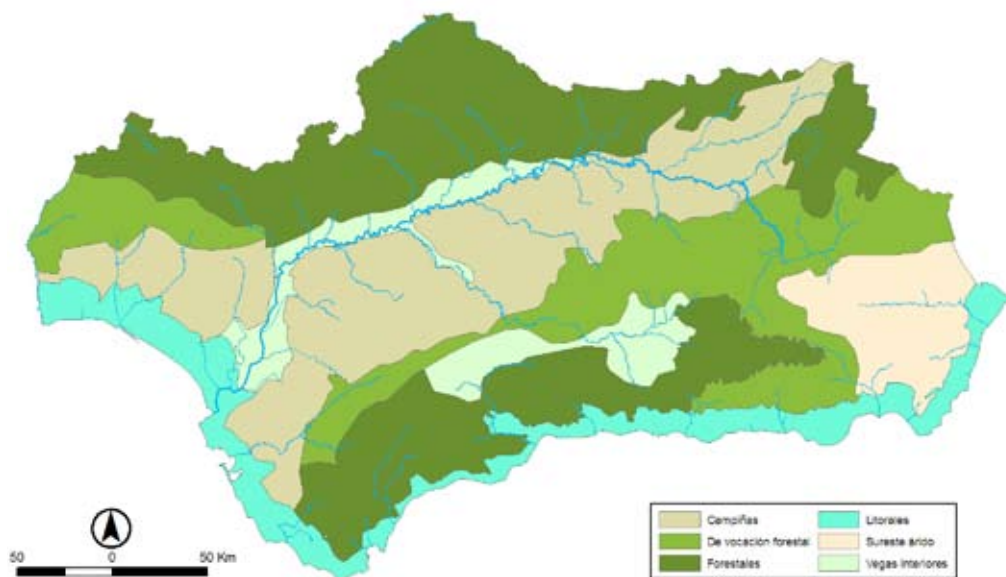 50 0 50 Km
Campiñas
De vocación forestal
Forestales
Litorales
Sureste árido
Vegas Interiores